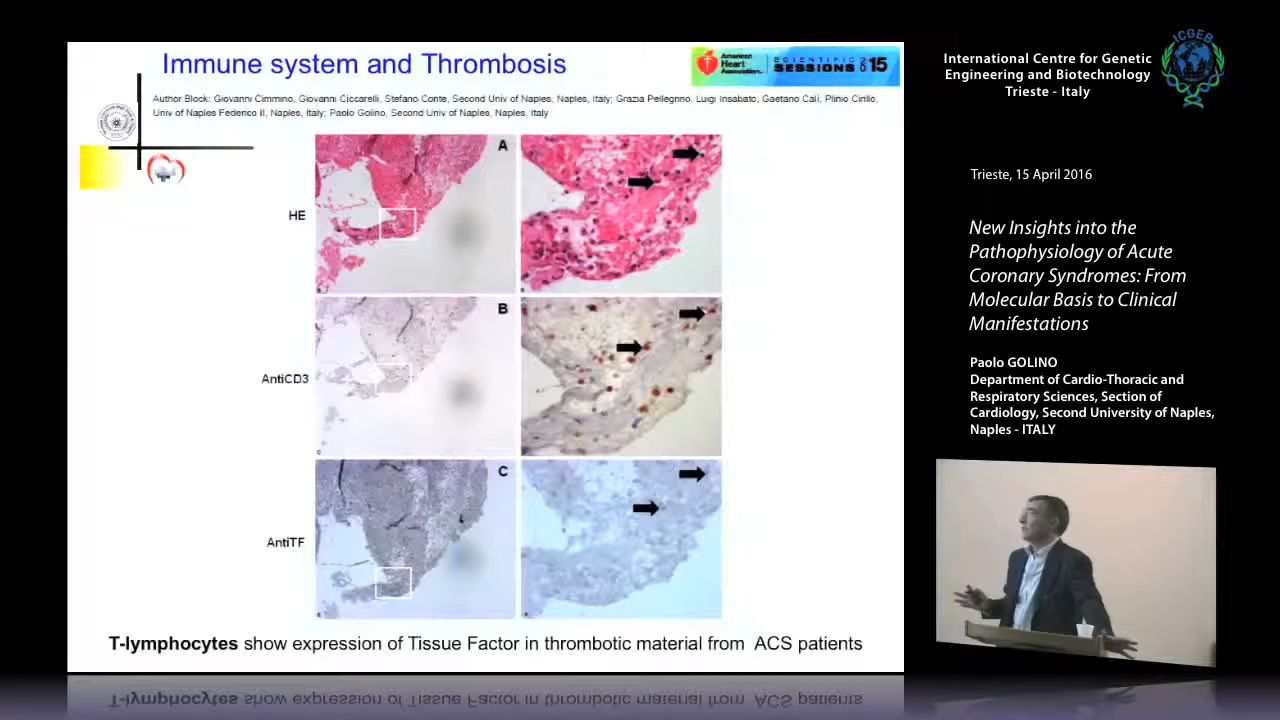 Immune system and Thrombosis
American
Heart
Association
SCIENTIFIC
SESSIONS 2015
Author Block: Giovanni Cimmino, Giovanni Ciccarelli, Stefano Conte, Second Univ of Naples, Naples, Italy; Grazia Pellegrino, Luigi Insabato, Gaetano Calì, Plinio Cirillo,
Univ of Naples Federico II, Naples, Italy; Paolo Golino, Second Univ of Naples, Naples, Italy
HE
A
AntiCD3
B
AntiTF
C
T-lymphocytes show expression of Tissue Factor in thrombotic material from ACS patients
International Centre for Genetic
Engineering and Biotechnology
Trieste - Italy
ICGEB
Trieste, 15 April 2016
New Insights into the
Pathophysiology of Acute
Coronary Syndromes: From
Molecular Basis to Clinical
Manifestations
Paolo GOLINO
Department of Cardio-Thoracic and
Respiratory Sciences, Section of
Cardiology, Second University of Naples,
Naples - ITALY